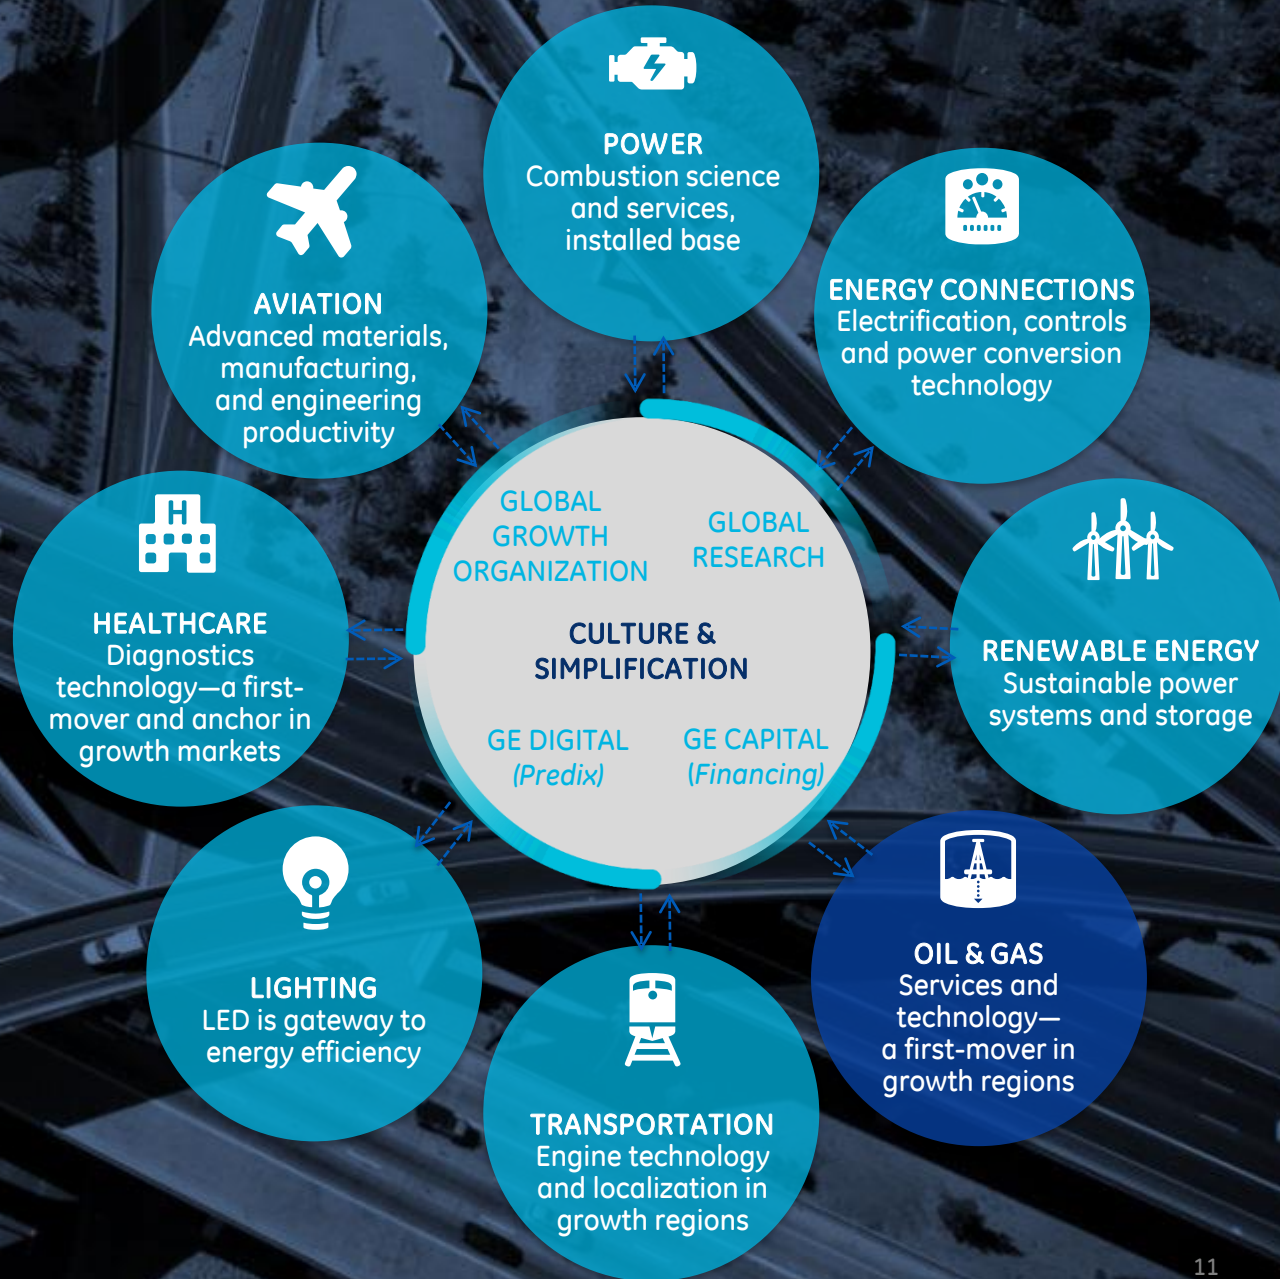 POWER
Combustion science
and services,
installed base
ENERGY CONNECTIONS
Electrification, controls
and power conversion
technology
RENEWABLE ENERGY
Sustainable power
systems and storage
OIL & GAS
Services and
technology—
a first-mover in
growth regions
TRANSPORTATION
Engine technology
and localization in
growth regions
LIGHTING
LED is gateway to
energy efficiency
H
HEALTHCARE
Diagnostics
technology—a first-
mover and anchor in
growth markets
AVIATION
Advanced materials,
manufacturing,
and engineering
productivity
GLOBAL
GROWTH
ORGANIZATION
GLOBAL
RESEARCH
CULTURE &
SIMPLIFICATION
GE DIGITAL
(Predix)
GE CAPITAL
(Financing)
11